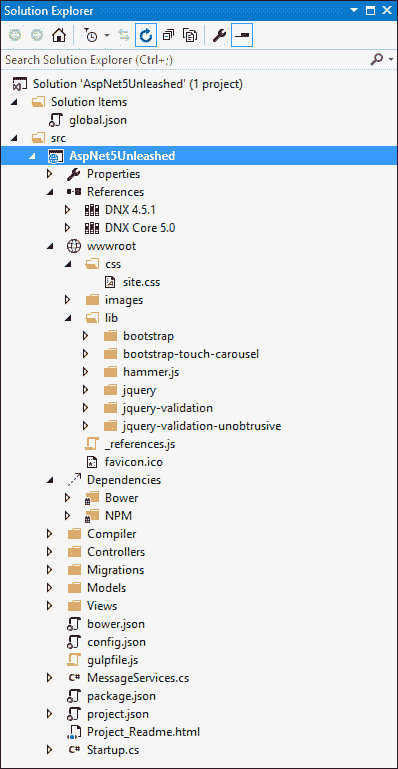 Solution Explorer
Search Solution Explorer (Ctrl+;)
Solution 'AspNet5Unleashed' (1 project)
Solution Items
global.json
src
AspNet5Unleashed
Properties
References
DNX 4.5.1
DNX Core 5.0
wwwroot
css
site.css
images
lib
bootstrap
bootstrap-touch-carousel
hammer.js
jquery
jquery-validation
jquery-validation-unobtrusive
_references.js
favicon.ico
Dependencies
Bower
NPM
Compiler
Controllers
Migrations
Models
Views
bower.json
config.json
gulpfile.js
C# MessageServices.cs
package.json
project.json
Project_Readme.html
C# Startup.cs